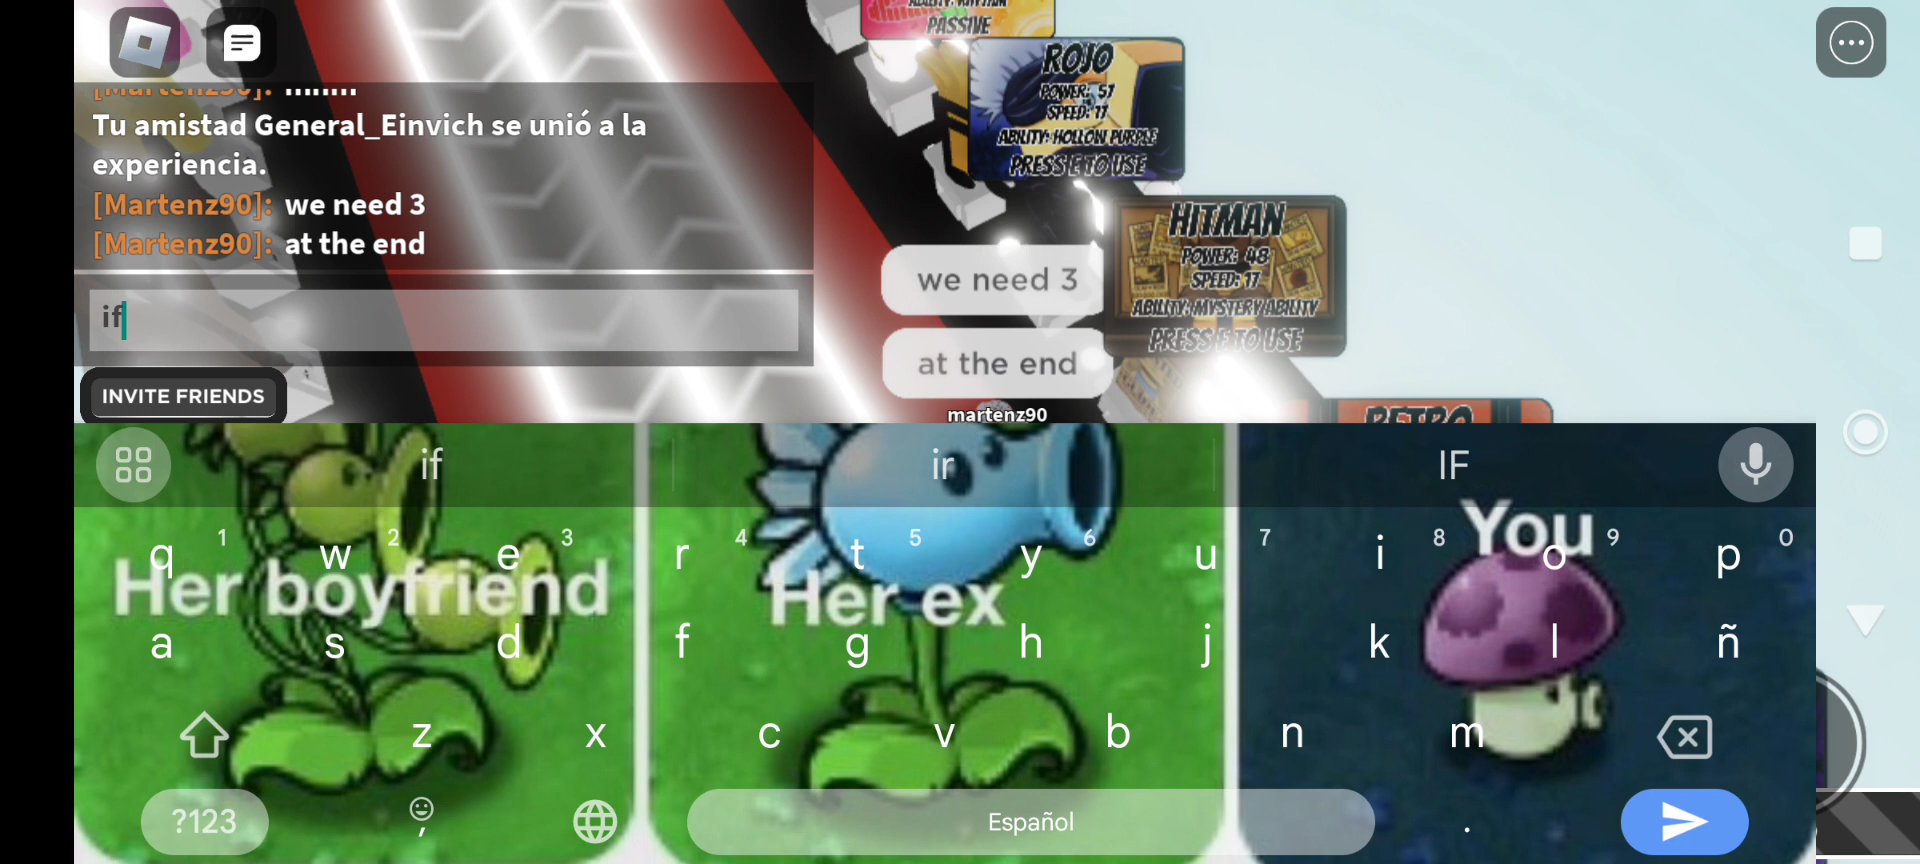 PASSIVE
ROJO
POWER: 57
SPEED: 17
ABILITY: HOLLOW PURPLE
PRESS E TO USE
[Martenz90]:
Tu amistad General_Einvich se unió a la
experiencia.
[Martenz90]: we need 3
[Martenz90]: at the end
if
INVITE FRIENDS
HITMAN
POWER: 48
SPEED: 17
ABILITY: MYSTERY ABILITY
PRESS E TO USE
we need 3
at the end
martenz90
RETRO
if ir IF
You
1 2 3 4 5 6 7 8 9 0
q w e r t y u i o p
Her boyfriend
Her ex
a s d f g h j k l ñ
z x c v b n m
?123 , Español .